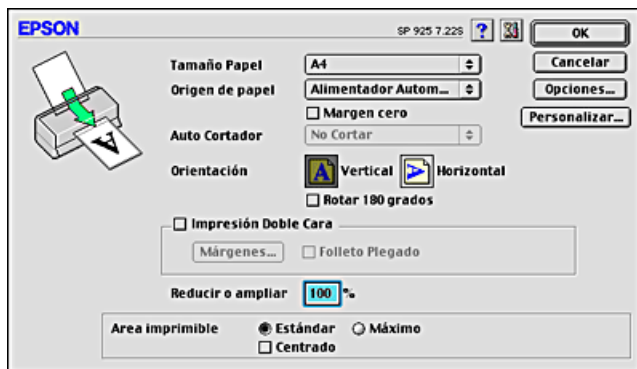 EPSON
SP 925 7.22S ? OK
Tamaño Papel A4 Cancelar
Origen de papel Alimentador Autom... Opciones...
Margen cero Personalizar...
Auto Cortador No Cortar
Orientación A Vertical A Horizontal
Rotar 180 grados
Impresión Doble Cara
Márgenes... Folleto Plegado
Reducir o ampliar 100 %
Area imprimible Estándar Máximo
Centrado
A